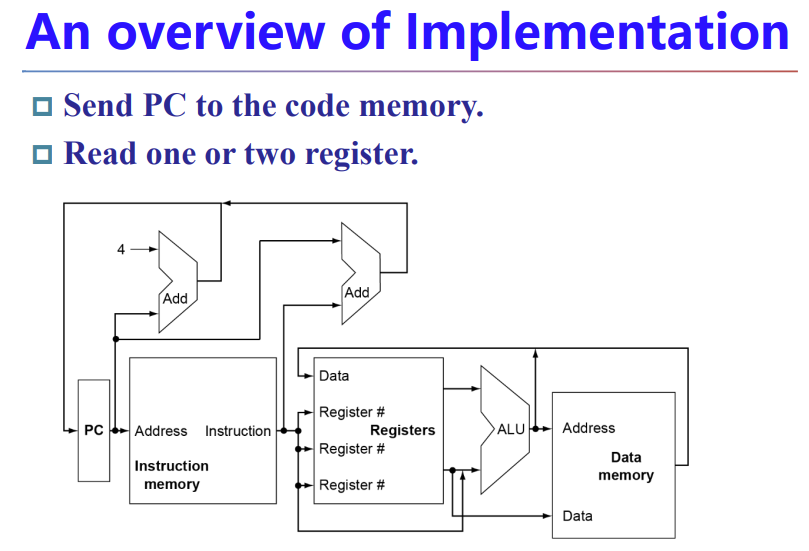 An overview of Implementation
Send PC to the code memory.
Read one or two register.
4
Add
Add
PC
Address
Instruction
Instruction
memory
Data
Register #
Registers
Register #
Register #
ALU
Address
Data
memory
Data